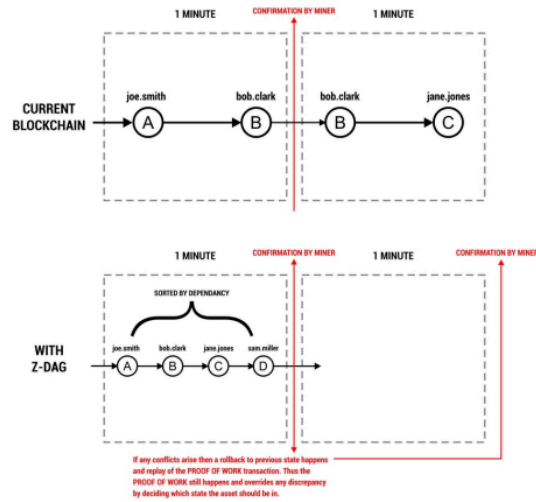 1 MINUTE
CONFIRMATION BY MINER
1 MINUTE
joe.smith
bob.clark
bob.clark
jane.jones
CURRENT
BLOCKCHAIN
A
B
B
C
1 MINUTE
CONFIRMATION BY MINER
1 MINUTE
CONFIRMATION BY MINER
SORTED BY DEPENDANCY
joe.smith
bob.clark
jane.jones
sam.miller
WITH
Z-DAG
A
B
C
D
If any conflicts arise then a rollback to previous state happens
and replay of the PROOF OF WORK transaction. Thus the
PROOF OF WORK still happens and overrides any discrepancy
by deciding which state the asset should be in.